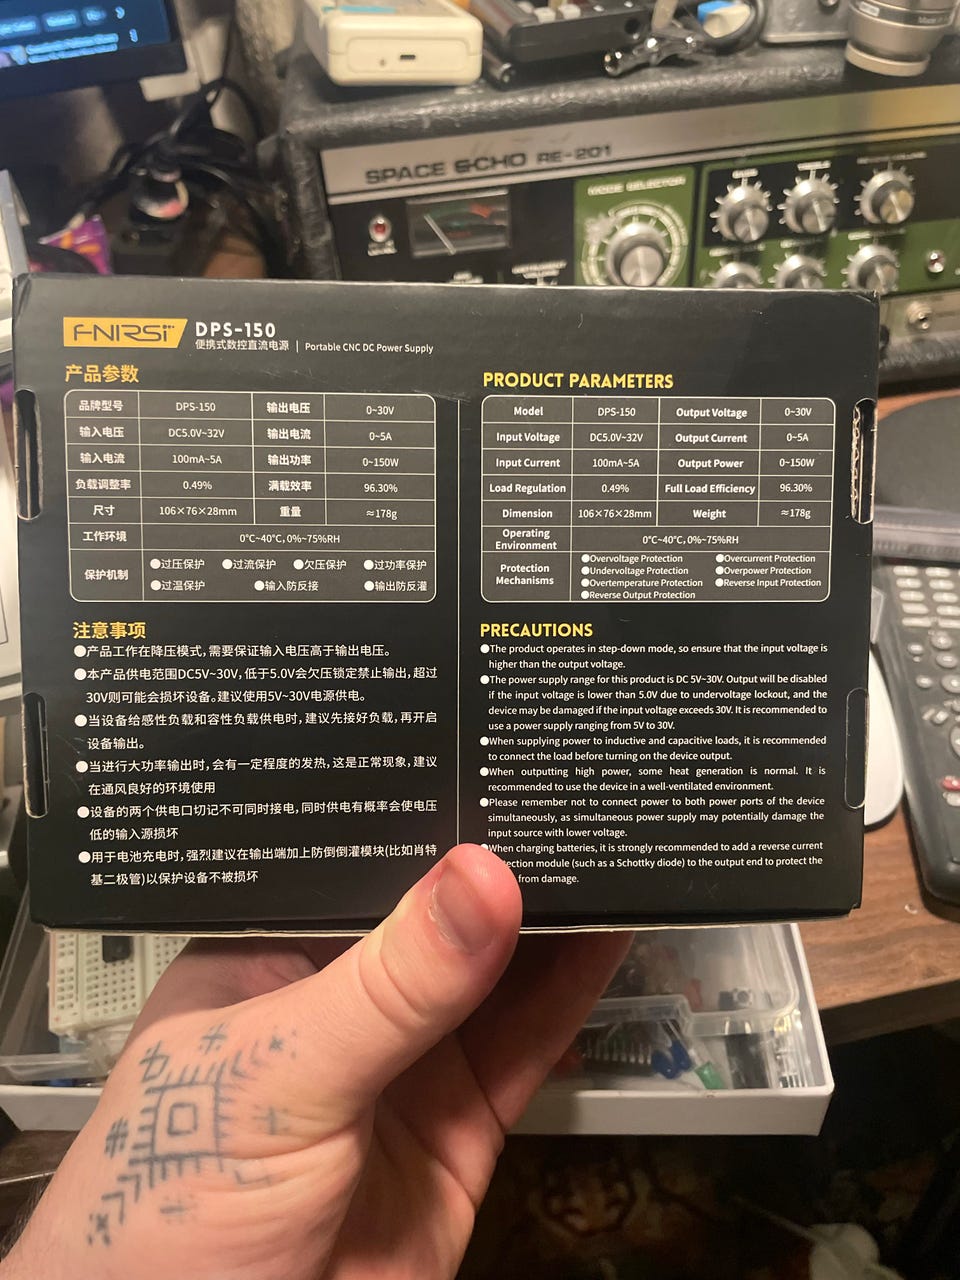 SPACE ECHO RE-201
MODE SELECTOR
FNIRSI
DPS-150
便携式数控直流电源 | Portable CNC DC Power Supply
产品参数
品牌型号 DPS-150 输出电压 0~30V
输入电压 DC5.0V~32V 输出电流 0~5A
输入电流 100mA~5A 输出功率 0~150W
负载调整率 0.49% 满载效率 96.30%
尺寸 106×76×28mm 重量 ≈178g
工作环境 0°C~40°C, 0%~75%RH
保护机制
●过压保护 ●过流保护 ●欠压保护 ●过功率保护
●过温保护 ●输入防反接 ●输出防反灌
注意事项
●产品工作在降压模式，需要保证输入电压高于输出电压。
●本产品供电范围DC5V~30V，低于5.0V会欠压锁定禁止输出，超过
30V则可能会损坏设备。建议使用5V~30V电源供电。
●当设备给感性负载和容性负载供电时，建议先接好负载，再开启
设备输出。
●当进行大功率输出时，会有一定程度的发热，这是正常现象，建议
在通风良好的环境使用
●设备的两个供电口切记不可同时接电，同时供电有概率会使电压
低的输入源损坏
●用于电池充电时，强烈建议在输出端加上防倒倒灌模块(比如肖特
基二极管)以保护设备不被损坏
PRODUCT PARAMETERS
Model DPS-150 Output Voltage 0~30V
Input Voltage DC5.0V~32V Output Current 0~5A
Input Current 100mA~5A Output Power 0~150W
Load Regulation 0.49% Full Load Efficiency 96.30%
Dimension 106×76×28mm Weight ≈178g
Operating
Environment 0°C~40°C, 0%~75%RH
Protection
Mechanisms
●Overvoltage Protection ●Overcurrent Protection
●Undervoltage Protection ●Overpower Protection
●Overtemperature Protection ●Reverse Input Protection
●Reverse Output Protection
PRECAUTIONS
●The product operates in step-down mode, so ensure that the input voltage is
higher than the output voltage.
●The power supply range for this product is DC 5V~30V. Output will be disabled
if the input voltage is lower than 5.0V due to undervoltage lockout, and the
device may be damaged if the input voltage exceeds 30V. It is recommended to
use a power supply ranging from 5V to 30V.
●When supplying power to inductive and capacitive loads, it is recommended
to connect the load before turning on the device output.
●When outputting high power, some heat generation is normal. It is
recommended to use the device in a well-ventilated environment.
●Please remember not to connect power to both power ports of the device
simultaneously, as simultaneous power supply may potentially damage the
input source with lower voltage.
●When charging batteries, it is strongly recommended to add a reverse current
module (such as a Schottky diode) to the output end to protect the
from damage.